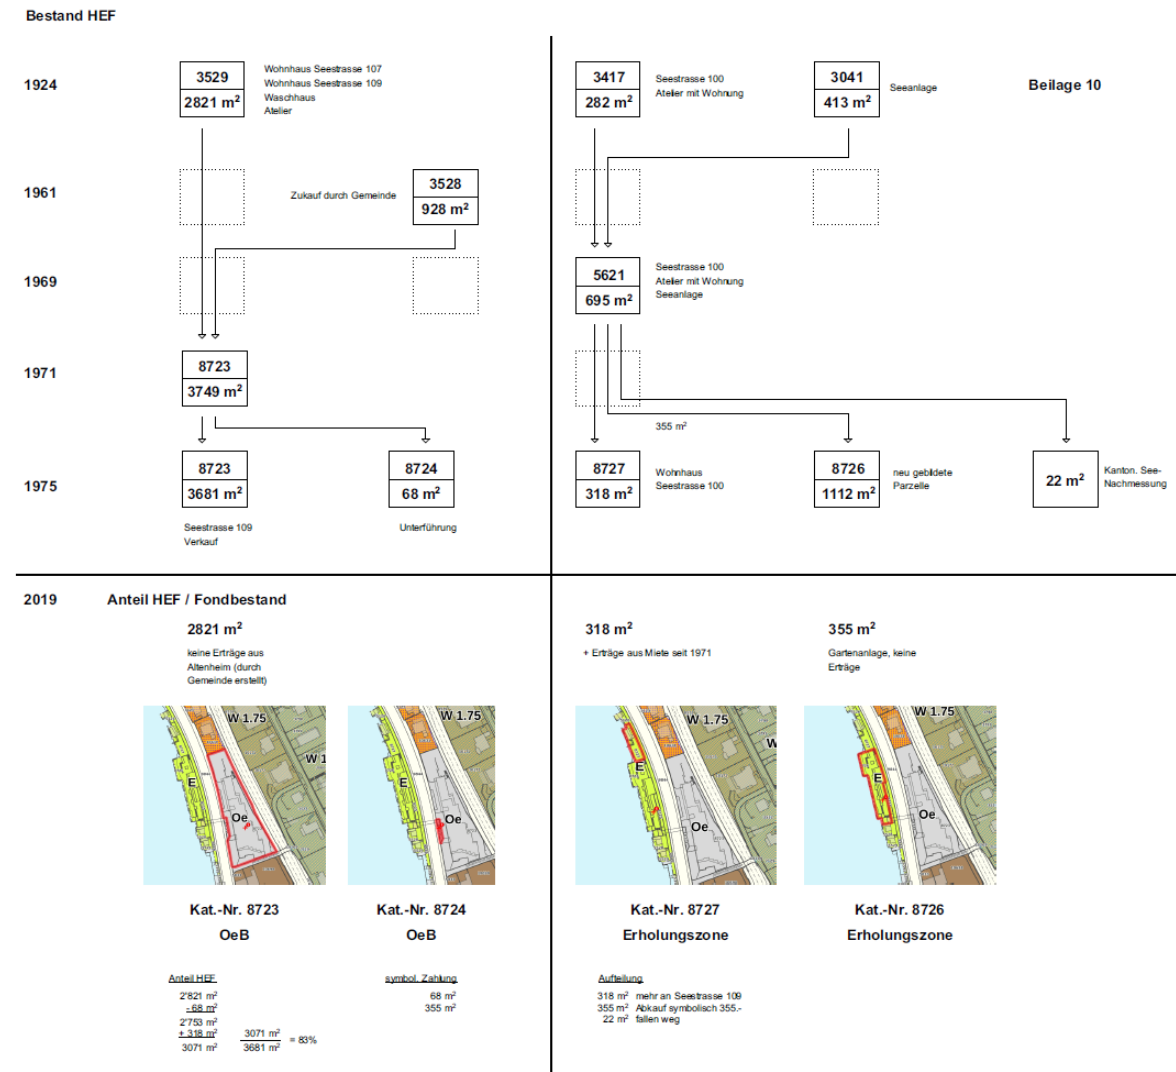 Bestand HEF
1924
3529
2821 m²
Wohnhaus Seestrasse 107
Wohnhaus Seestrasse 109
Waschhaus
Atelier
3417
282 m²
Seestrasse 100
Atelier mit Wohnung
3041
413 m²
Seeanlage
Beilage 10
1961
Zukauf durch Gemeinde
3528
928 m²
1969
5621
695 m²
Seestrasse 100
Atelier mit Wohnung
Seeanlage
1971
8723
3749 m²
355 m²
1975
8723
3681 m²
Seestrasse 109
Verkauf
8724
68 m²
Unterführung
8727
318 m²
Wohnhaus
Seestrasse 100
8726
1112 m²
neu gebildete
Parzelle
22 m²
Kanton. See-
Nachmessung
2019 Anteil HEF / Fondbestand
2821 m²
keine Erträge aus
Altenheim (durch
Gemeinde erstellt)
318 m²
+ Erträge aus Miete seit 1971
355 m²
Gartenanlage, keine
Erträge
W 1.75
W 1
E
Oe
W 1.75
E
Oe
W 1.75
W
E
Oe
W 1.75
E
Oe
Kat.-Nr. 8723
OeB
Kat.-Nr. 8724
OeB
Kat.-Nr. 8727
Erholungszone
Kat.-Nr. 8726
Erholungszone
Anteil HEF
2'821 m²
- 68 m²
2'753 m²
+ 318 m²
3071 m²
3071 m²
3681 m²
= 83%
symbol. Zahlung
68 m²
355 m²
Aufteilung
318 m² mehr an Seestrasse 109
355 m² Abkauf symbolisch 355.-
22 m² fallen weg